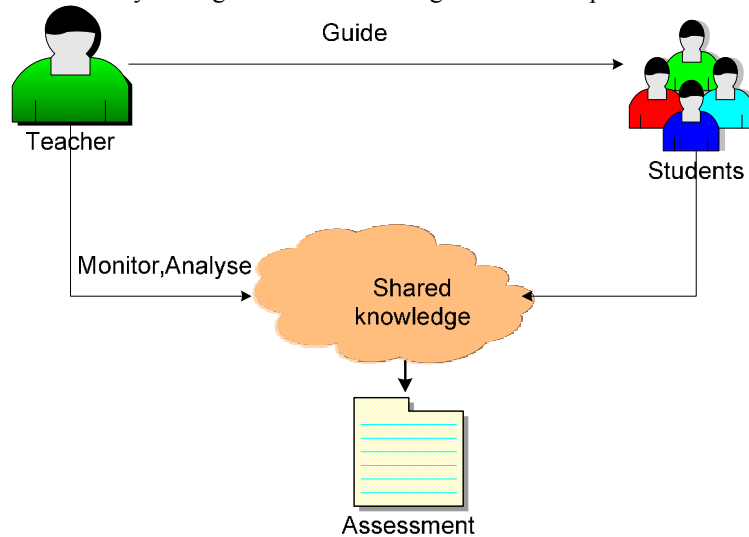 Guide
Teacher
Students
Monitor,Analyse
Shared
knowledge
Assessment